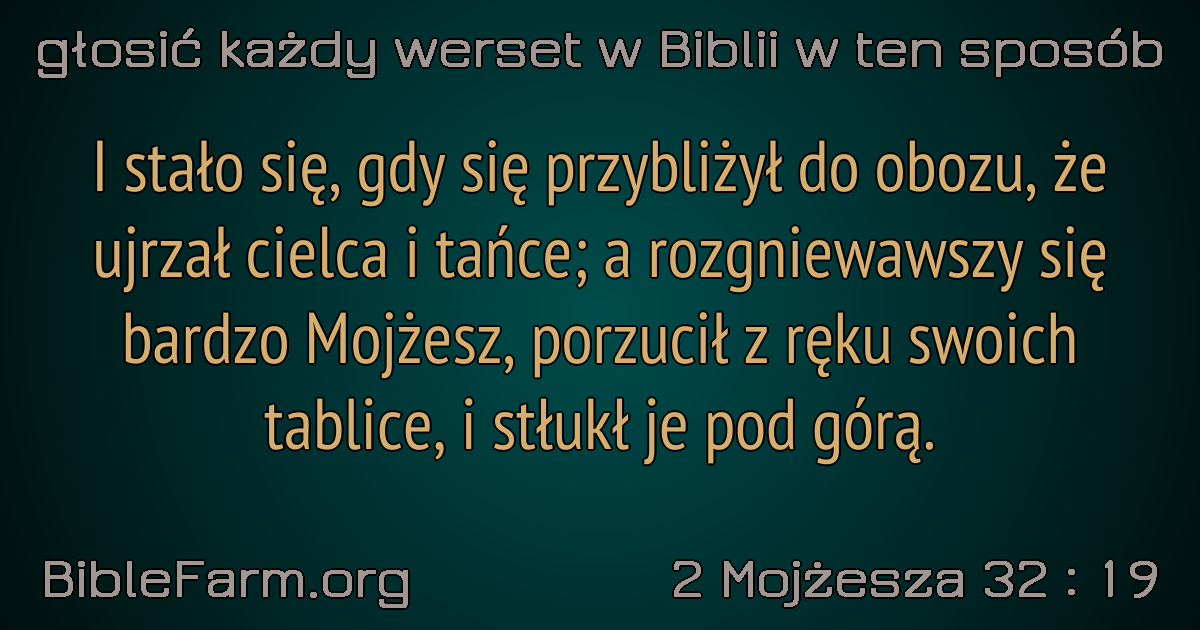 głosić każdy werset w Biblii w ten sposób
I stało się, gdy się przybliżył do obozu, że
ujrzał cielca i tańce; a rozgniewawszy się
bardzo Mojżesz, porzucił z ręku swoich
tablice, i stłukł je pod górą.
BibleFarm.org
2 Mojżesza 32 : 19